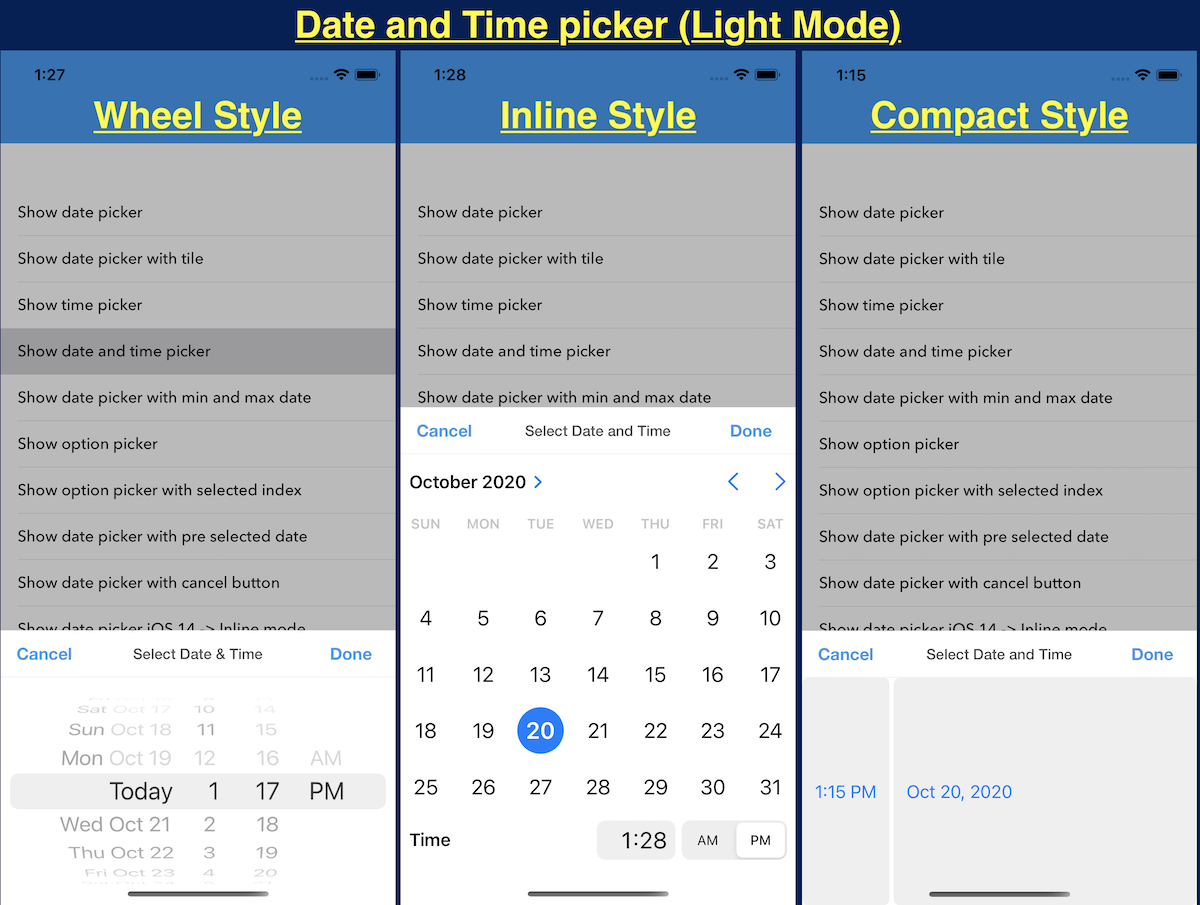 Date and Time picker (Light Mode)
1:27
Wheel Style
Show date picker
Show date picker with tile
Show time picker
Show date and time picker
Show date picker with min and max date
Show option picker
Show option picker with selected index
Show date picker with pre selected date
Show date picker with cancel button
Show date picker iOS 14 -> Inline mode
Cancel Select Date & Time Done
Sat Oct 17 10 14
Sun Oct 18 11 15
Mon Oct 19 12 16 AM
Today 1 17 PM
Wed Oct 21 2 18
Thu Oct 22 3 19
Fri Oct 23 4 20
1:28
Inline Style
Show date picker
Show date picker with tile
Show time picker
Show date and time picker
Show date picker with min and max date
Cancel Select Date and Time Done
October 2020 >
< >
SUN MON TUE WED THU FRI SAT
1 2 3
4 5 6 7 8 9 10
11 12 13 14 15 16 17
18 19 20 21 22 23 24
25 26 27 28 29 30 31
Time 1:28 AM PM
1:15
Compact Style
Show date picker
Show date picker with tile
Show time picker
Show date and time picker
Show date picker with min and max date
Show option picker
Show option picker with selected index
Show date picker with pre selected date
Show date picker with cancel button
Show date picker iOS 14 -> Inline mode
Cancel Select Date and Time Done
1:15 PM Oct 20, 2020